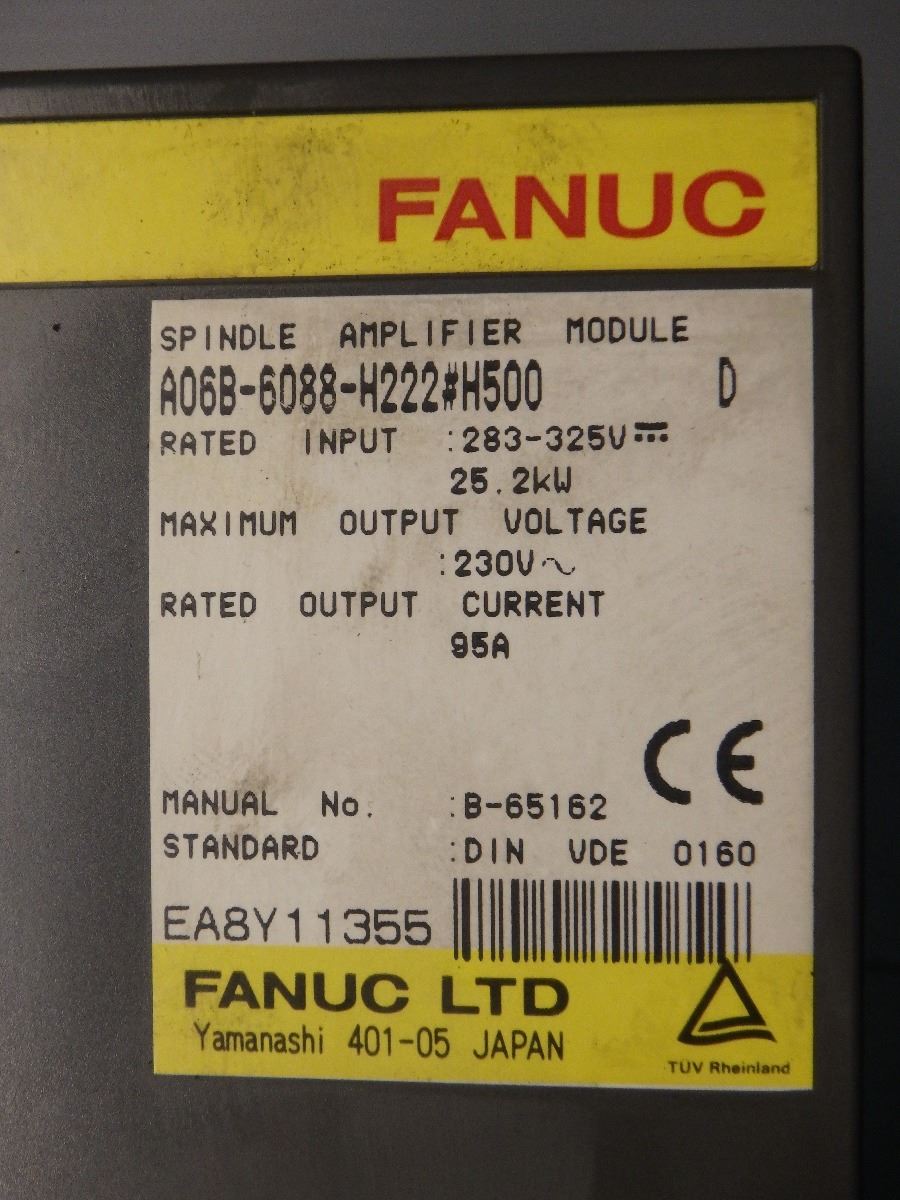 FANUC
SPINDLE AMPLIFIER MODULE
A06B-6088-H222#H500 D
RATED INPUT :283-325V⎓
25.2kW
MAXIMUM OUTPUT VOLTAGE
:230V～
RATED OUTPUT CURRENT
95A
CE
MANUAL No. :B-65162
STANDARD :DIN VDE 0160
EA8Y11355
FANUC LTD
Yamanashi 401-05 JAPAN
TÜV Rheinland